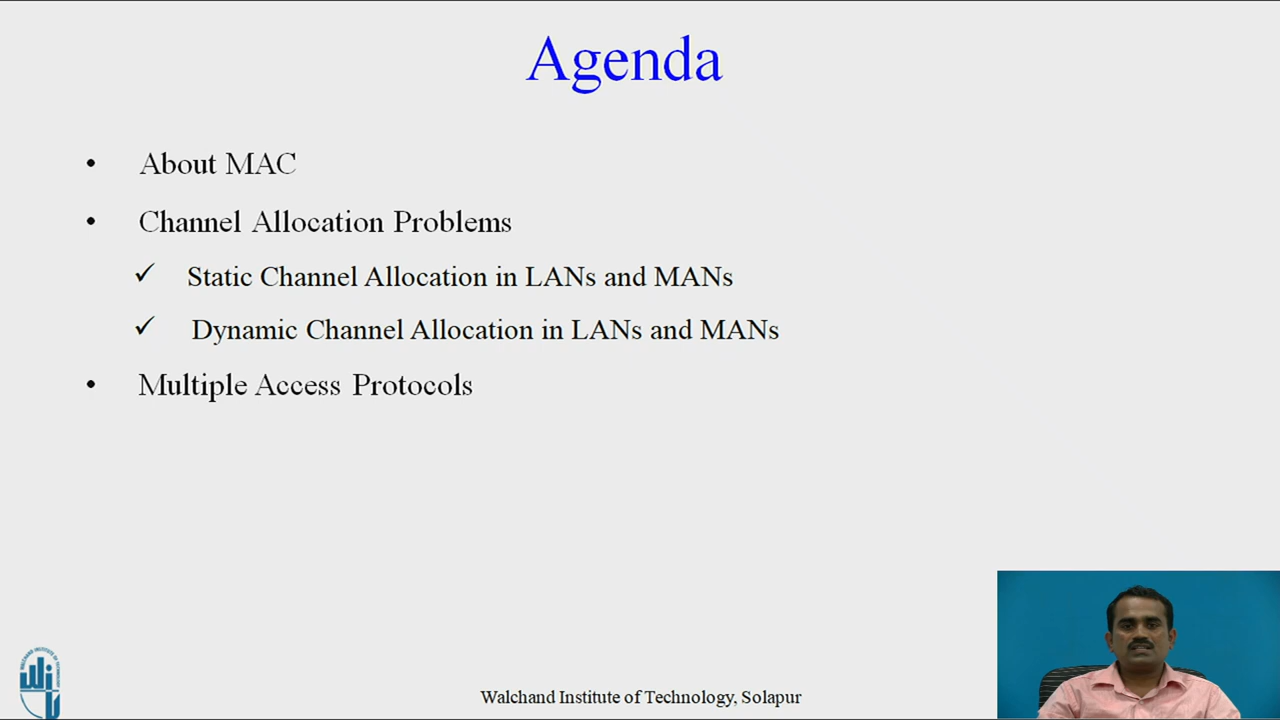 Agenda
• About MAC
• Channel Allocation Problems
✓ Static Channel Allocation in LANs and MANs
✓ Dynamic Channel Allocation in LANs and MANs
• Multiple Access Protocols
Walchand Institute of Technology, Solapur